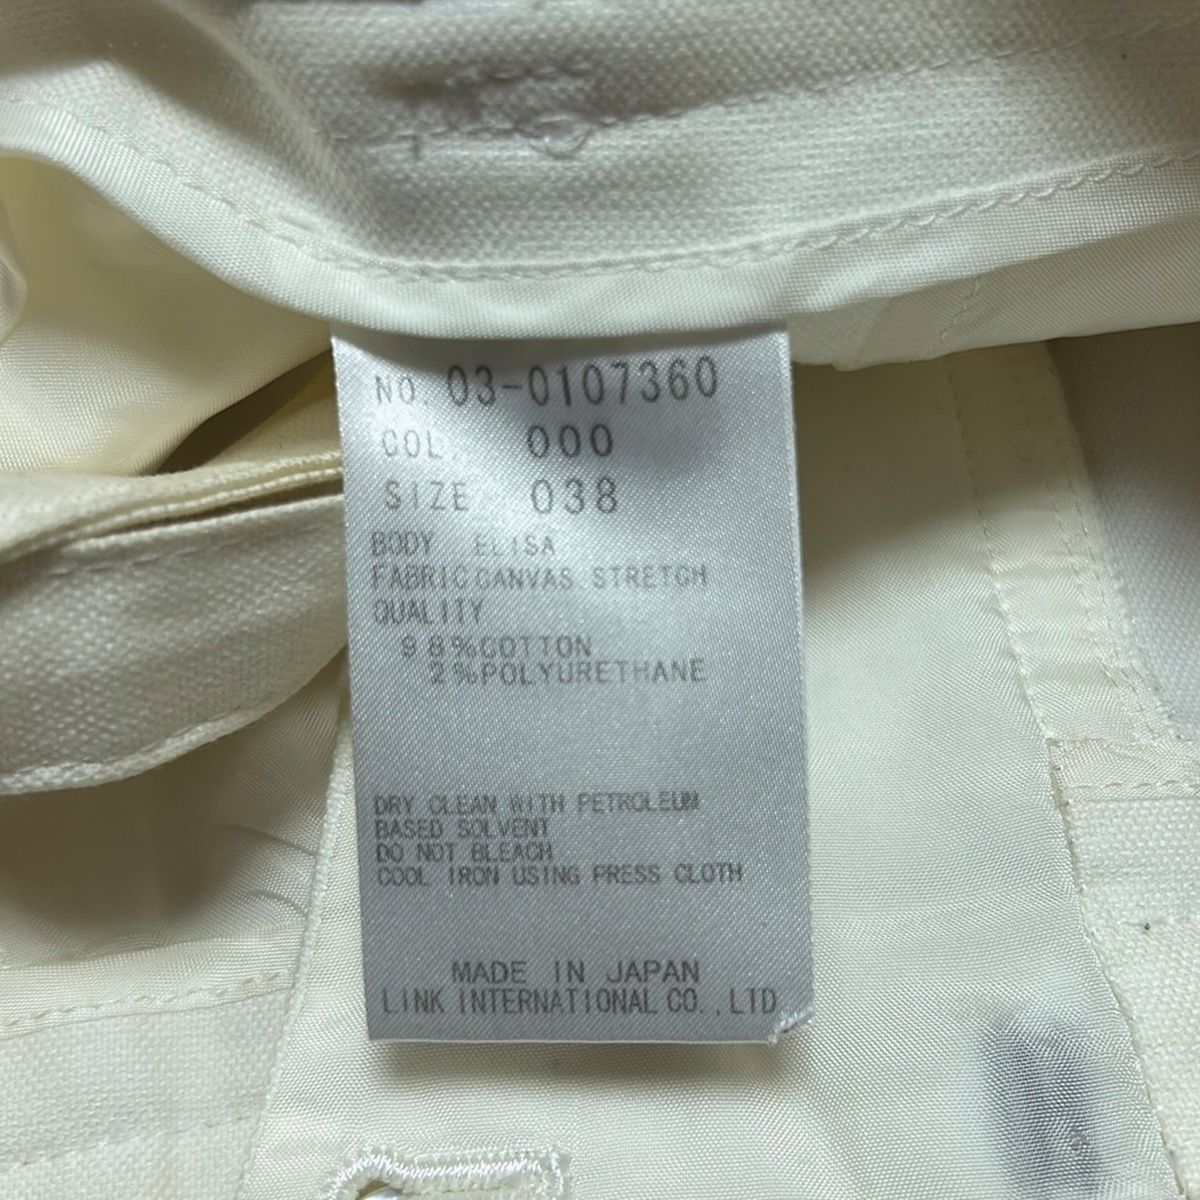 NO. 03-0107360
COL 000
SIZE 038
BODY ELISA
FABRIC CANVAS STRETCH
QUALITY
98%COTTON
2%POLYURETHANE
DRY CLEAN WITH PETROLEUM
BASED SOLVENT
DO NOT BLEACH
COOL IRON USING PRESS CLOTH
MADE IN JAPAN
LINK INTERNATIONAL CO.,LTD